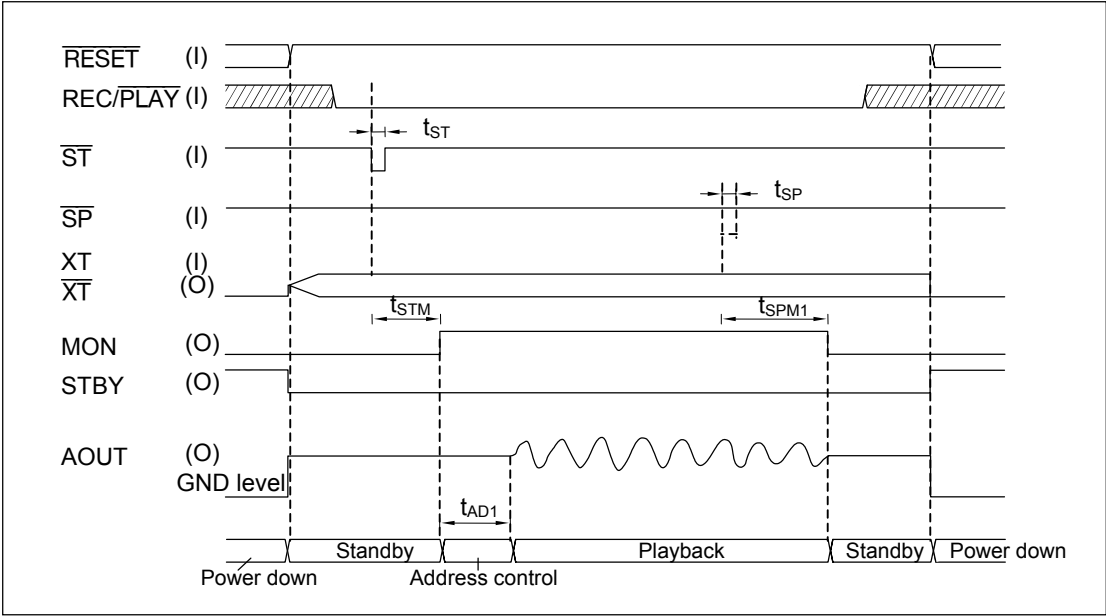 RESET (I)
REC/PLAY (I)
tST
ST (I)
tSP
SP (I)
XT (I)
XT (O)
tSTM tSPM1
MON (O)
STBY (O)
AOUT (O)
GND level
tAD1
Standby Playback Standby Power down
Power down Address control